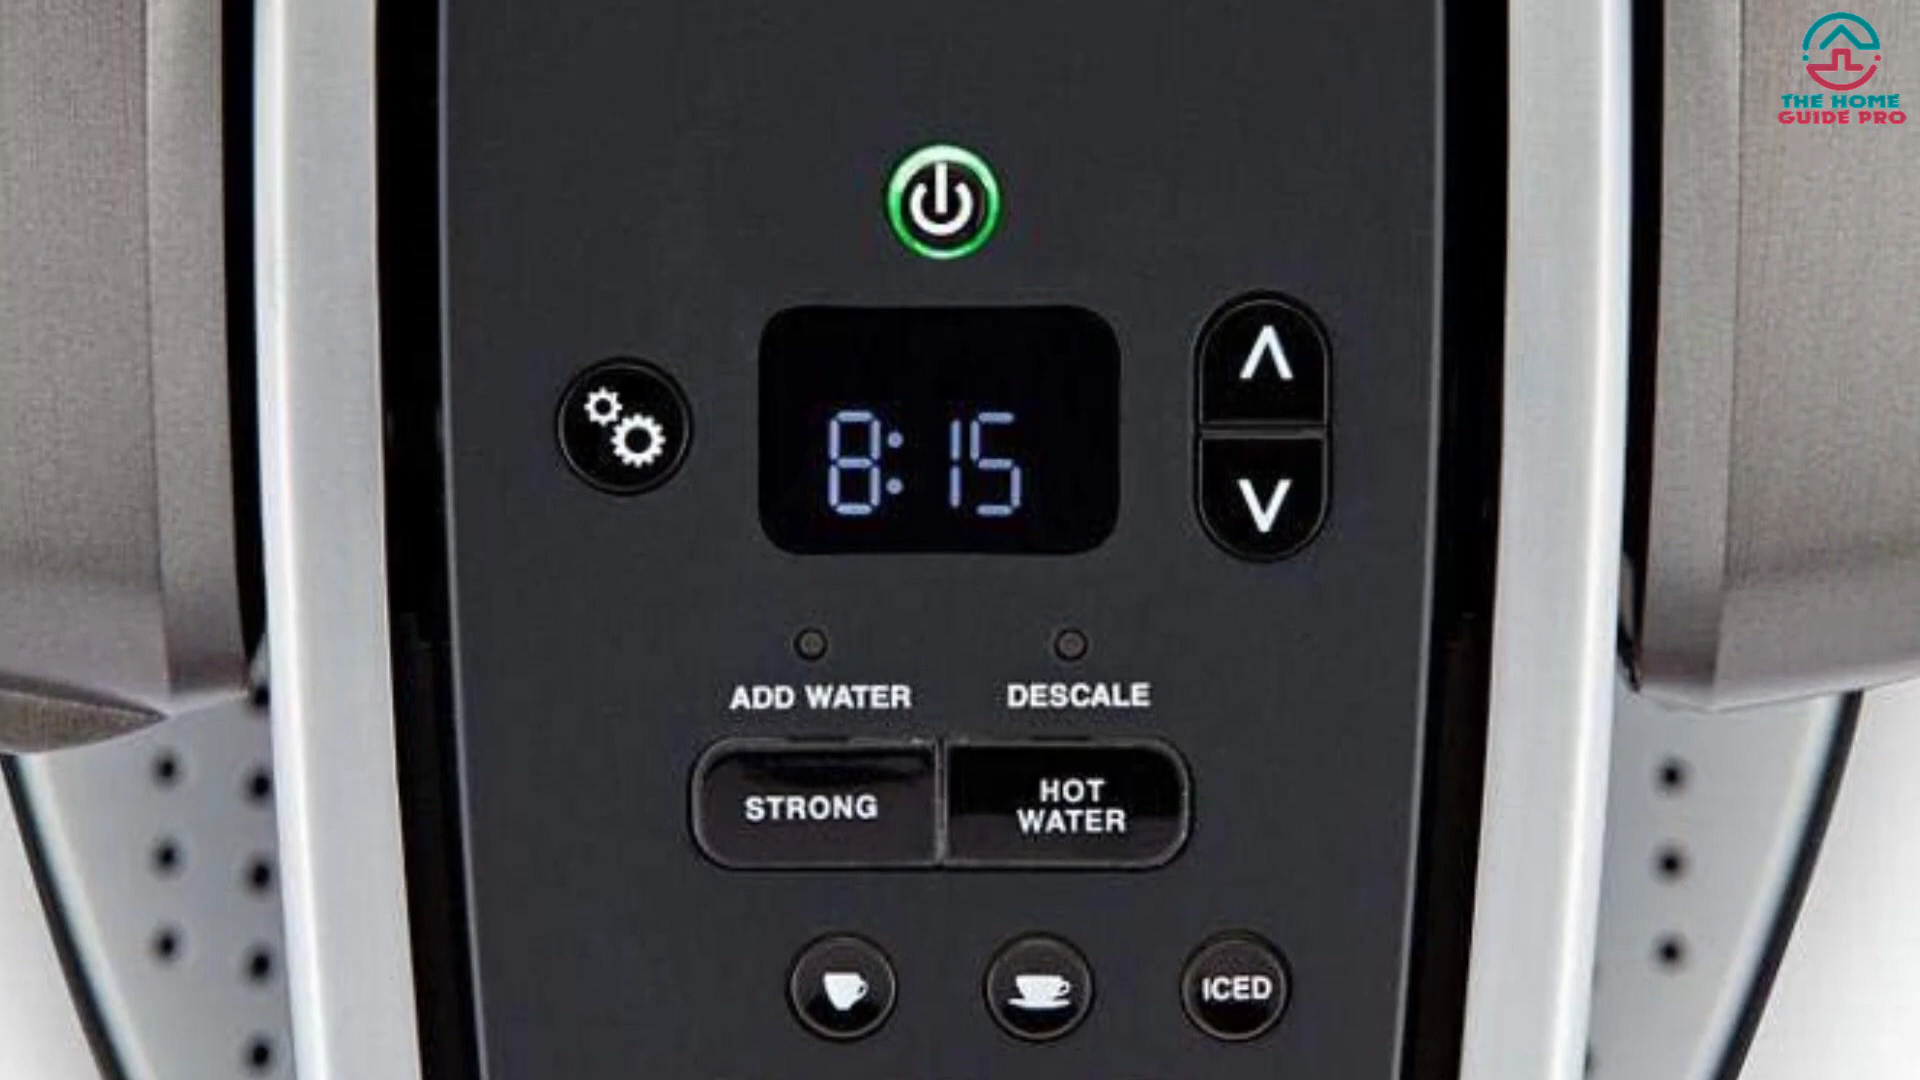 THE HOME
GUIDE PRO
8:15
ADD WATER
DESCALE
STRONG
HOT
WATER
ICED